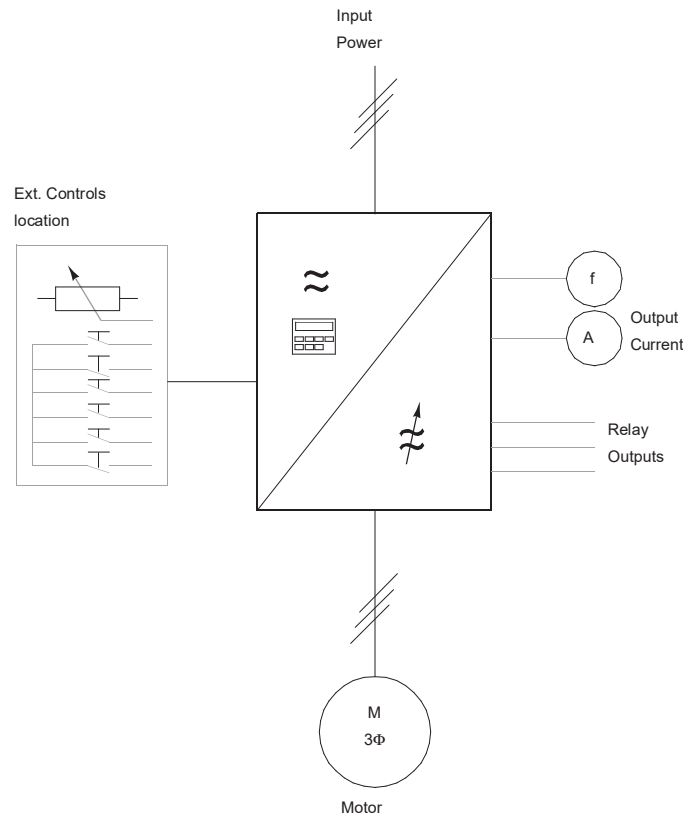 Input
Power
Ext. Controls
location
f
A
Output
Current
Relay
Outputs
M
3Φ
Motor